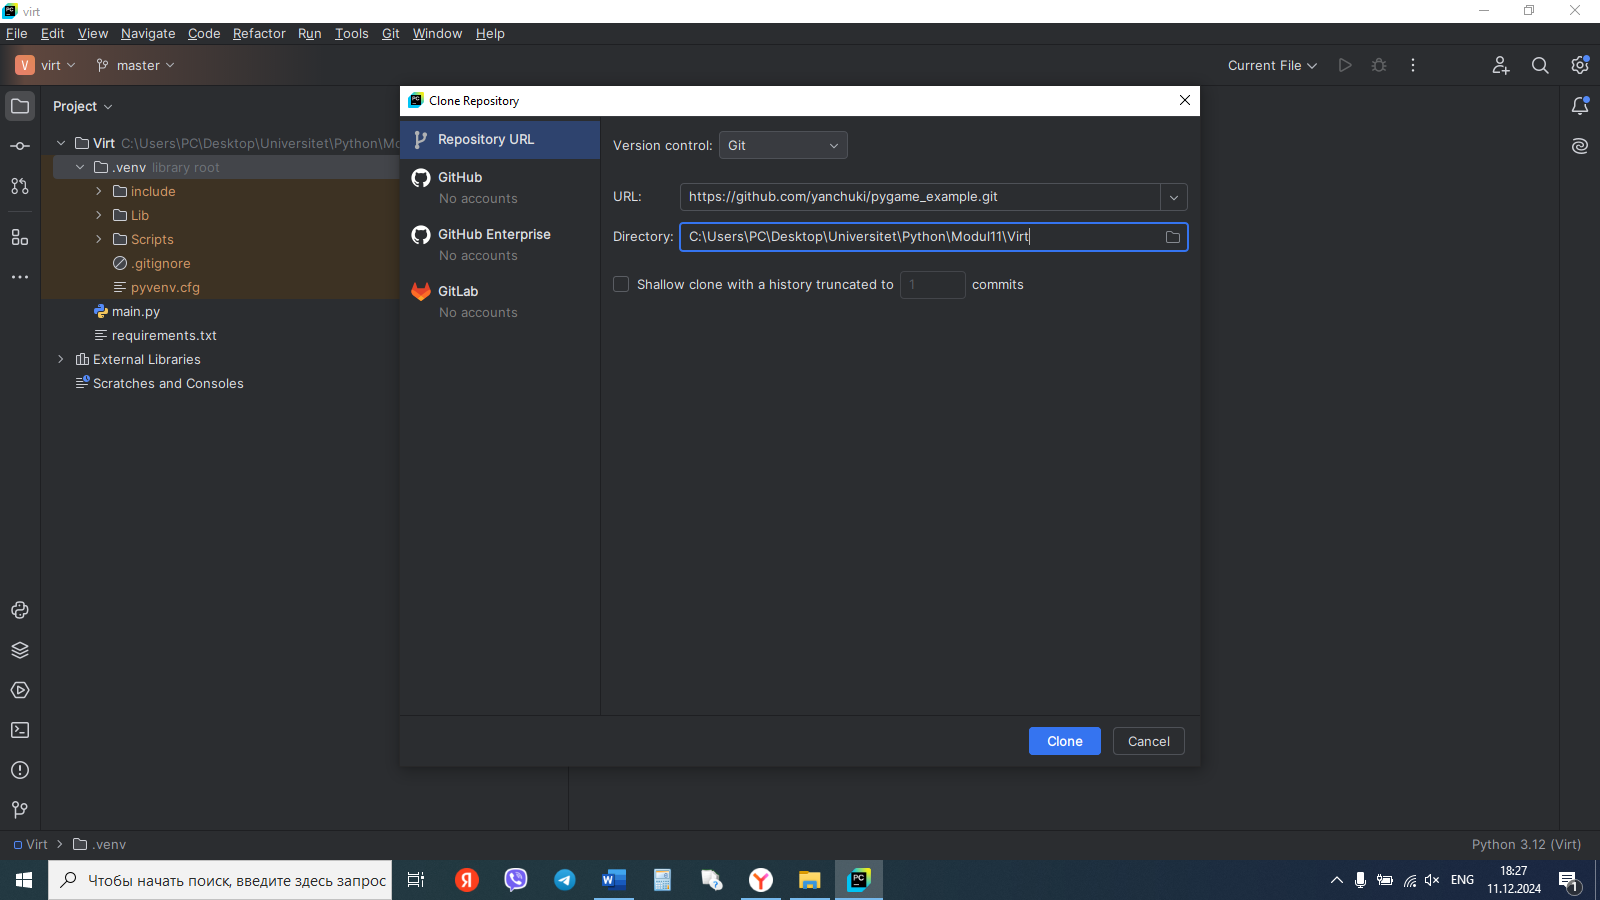 virt
File Edit View Navigate Code Refactor Run Tools Git Window Help
V virt master Current File
Project
Virt C:\Users\PC\Desktop\Universitet\Python\Mo
.venv library root
include
Lib
Scripts
.gitignore
pyvenv.cfg
main.py
requirements.txt
External Libraries
Scratches and Consoles
Clone Repository
Repository URL
GitHub
No accounts
GitHub Enterprise
No accounts
GitLab
No accounts
Version control: Git
URL: https://github.com/yanchuki/pygame_example.git
Directory: C:\Users\PC\Desktop\Universitet\Python\Modul11\Virt
Shallow clone with a history truncated to 1 commits
Clone Cancel
Virt .venv Python 3.12 (Virt)
Чтобы начать поиск, введите здесь запрос
ENG
18:27
11.12.2024
1